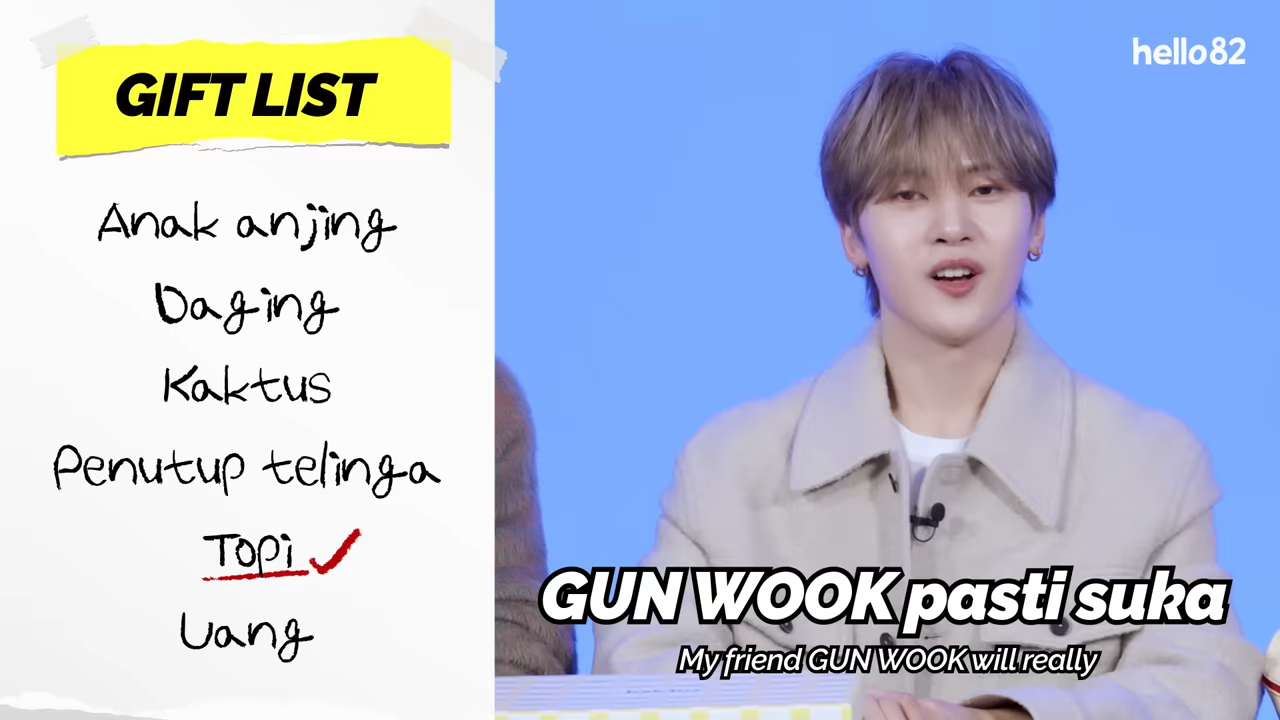 GIFT LIST
Anak anjing
Daging
Kaktus
Penutup telinga
Topi
Uang
hello82
GUN WOOK pasti suka
My friend GUN WOOK will really
Kaktus